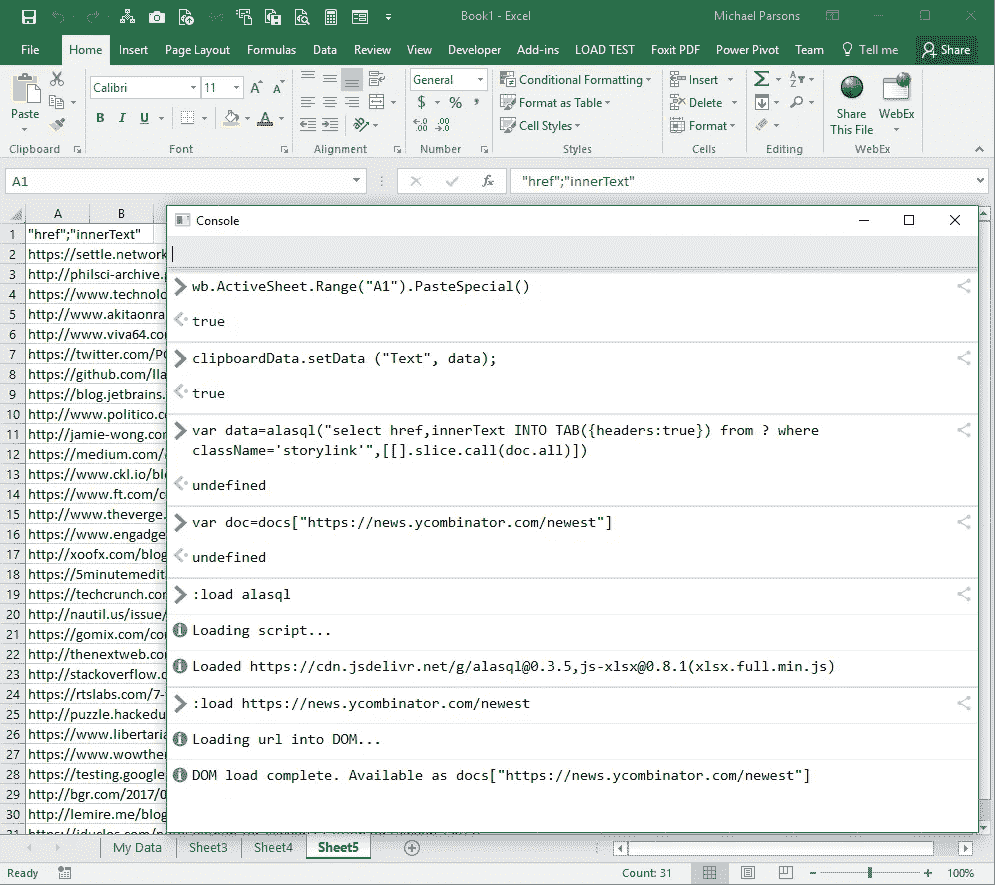 Book1 - Excel
Michael Parsons
File Home Insert Page Layout Formulas Data Review View Developer Add-ins LOAD TEST Foxit PDF Power Pivot Team Tell me Share
Paste
Calibri 11 A A
B I U A
General
$ % ,
Conditional Formatting
Format as Table
Cell Styles
Insert
Delete
Format
Share This File
WebEx
Clipboard Font Alignment Number Styles Cells Editing WebEx
A1 fx "href";"innerText"
A B
1 "href";"innerText"
2 https://settle.network
3 http://philsci-archive.
4 https://www.technolo
5 http://www.akitaonra
6 http://www.viva64.co
7 https://twitter.com/PC
8 https://github.com/lla
9 https://blog.jetbrains.
10 http://www.politico.c
11 http://jamie-wong.co
12 https://medium.com/
13 http://www.ckl.io/blo
14 https://www.ft.com/c
15 http://www.theverge.
16 https://www.engadge
17 http://xoofx.com/blog
18 https://5minutemedit
19 https://techcrunch.co
20 http://nautil.us/issue/
21 https://gomix.com/co
22 http://thenextweb.co
23 http://stackoverflow.c
24 https://rtslabs.com/7-
25 http://puzzle.hackedu
26 https://www.libertaria
27 https://www.wowthe
28 https://testing.google
29 http://bgr.com/2017/0
30 http://lemire.me/blog
31
Console
wb.ActiveSheet.Range("A1").PasteSpecial()
true
clipboardData.setData ("Text", data);
true
var data=alasql("select href,innerText INTO TAB({headers:true}) from ? where
className='storylink'",[[].slice.call(doc.all)])
undefined
var doc=docs["https://news.ycombinator.com/newest"]
undefined
:load alasql
Loading script...
Loaded https://cdn.jsdelivr.net/g/alasql@0.3.5,js-xlsx@0.8.1(xlsx.full.min.js)
:load https://news.ycombinator.com/newest
Loading url into DOM...
DOM load complete. Available as docs["https://news.ycombinator.com/newest"]
My Data Sheet3 Sheet4 Sheet5
Ready Count: 31 100%